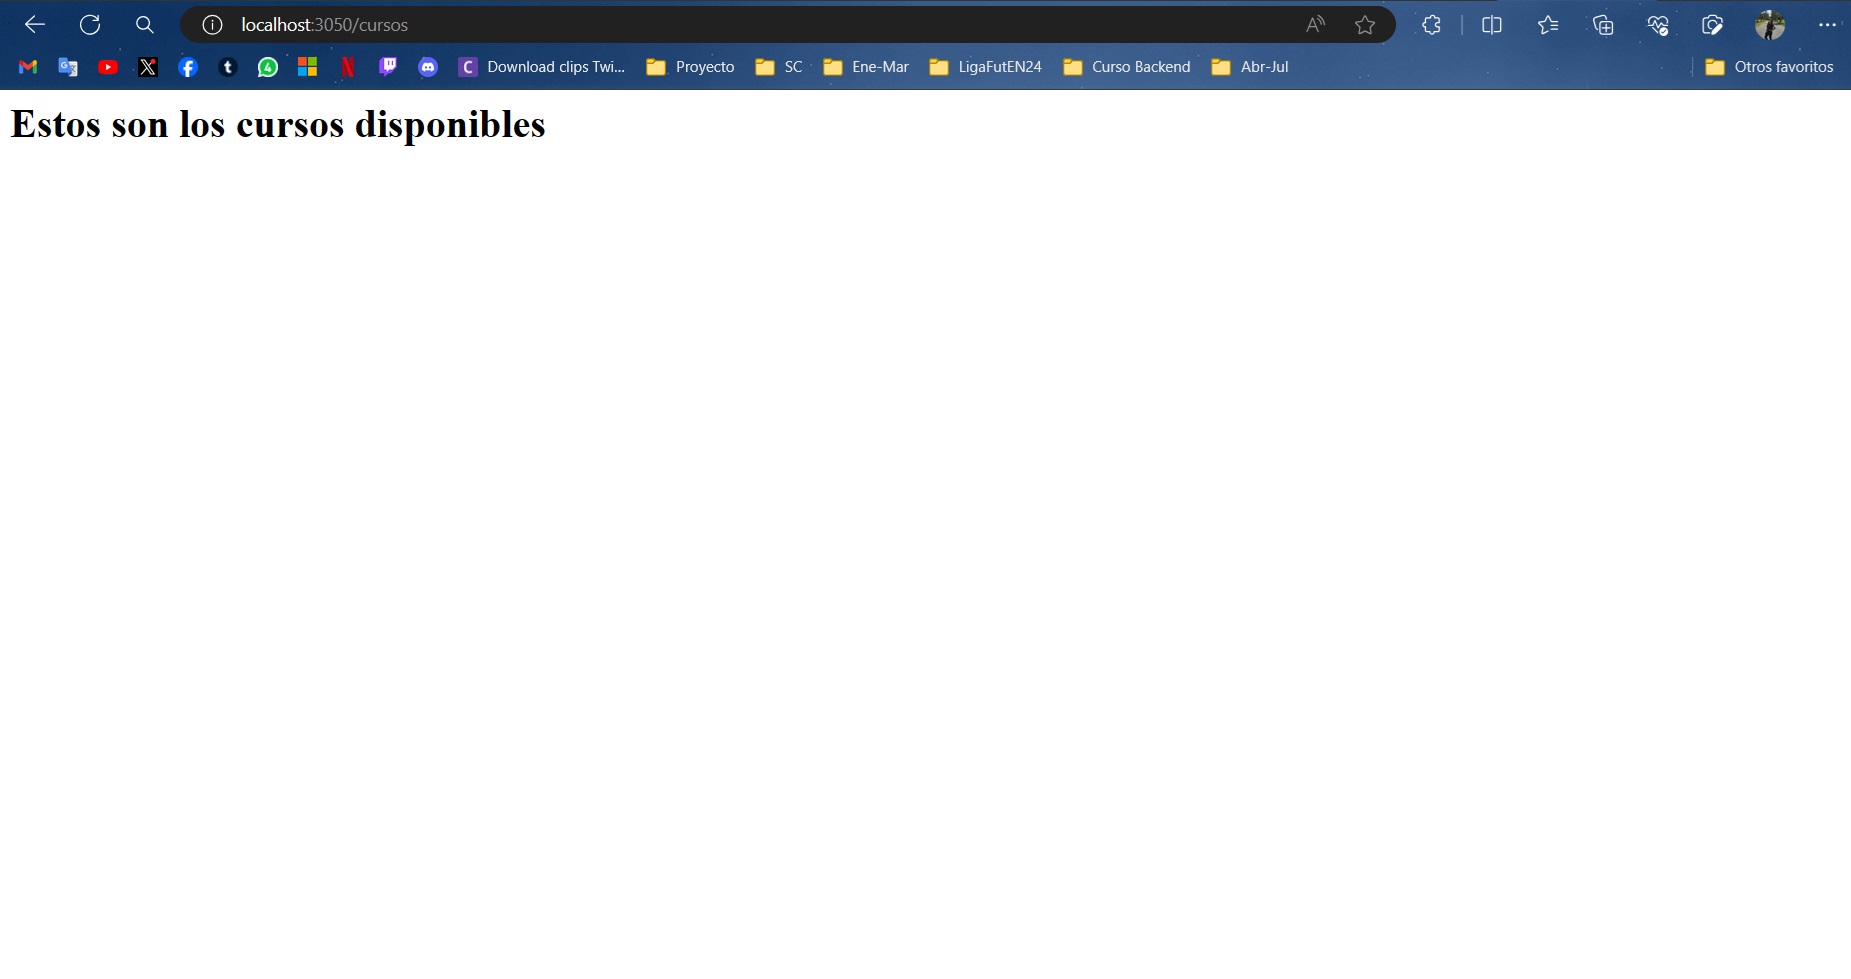 localhost:3050/cursos
Download clips Twi... Proyecto SC Ene-Mar LigaFutEN24 Curso Backend Abr-Jul Otros favoritos
Estos son los cursos disponibles